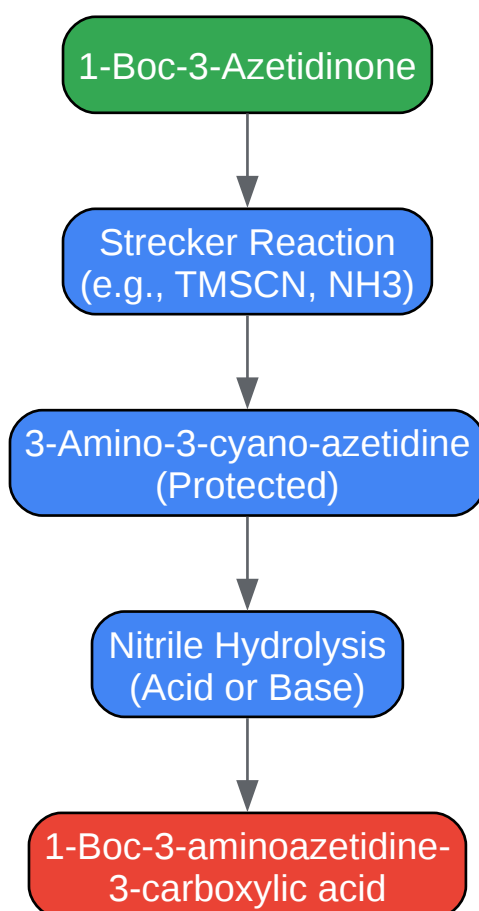 1-Boc-3-Azetidinone
Strecker Reaction
(e.g., TMSCN, NH3)
3-Amino-3-cyano-azetidine
(Protected)
Nitrile Hydrolysis
(Acid or Base)
1-Boc-3-aminoazetidine-
3-carboxylic acid